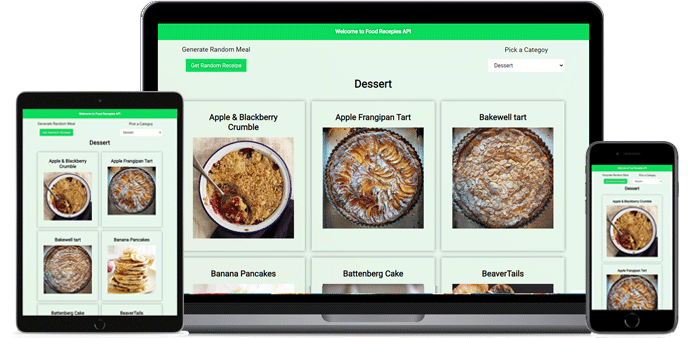 Welcome to Food Recepies API
Generate Random Meal
Pick a Categoy
Get Random Receipe
Dessert
Dessert
Apple & Blackberry
Crumble
Apple Frangipan Tart
Bakewell tart
Banana Pancakes
Battenberg Cake
BeaverTails
Welcome to Food Recepies API
Generate Random Meal
Pick a Categoy
Get Random Receipe
Dessert
Dessert
Apple & Blackberry
Crumble
Apple Frangipan Tart
Bakewell tart
Banana Pancakes
Battenberg Cake
BeaverTails
Welcome to Food Recepies API
Generate Random Meal
Pick a Categoy
Dessert
Apple & Blackberry Crumble
Apple Frangipan Tart